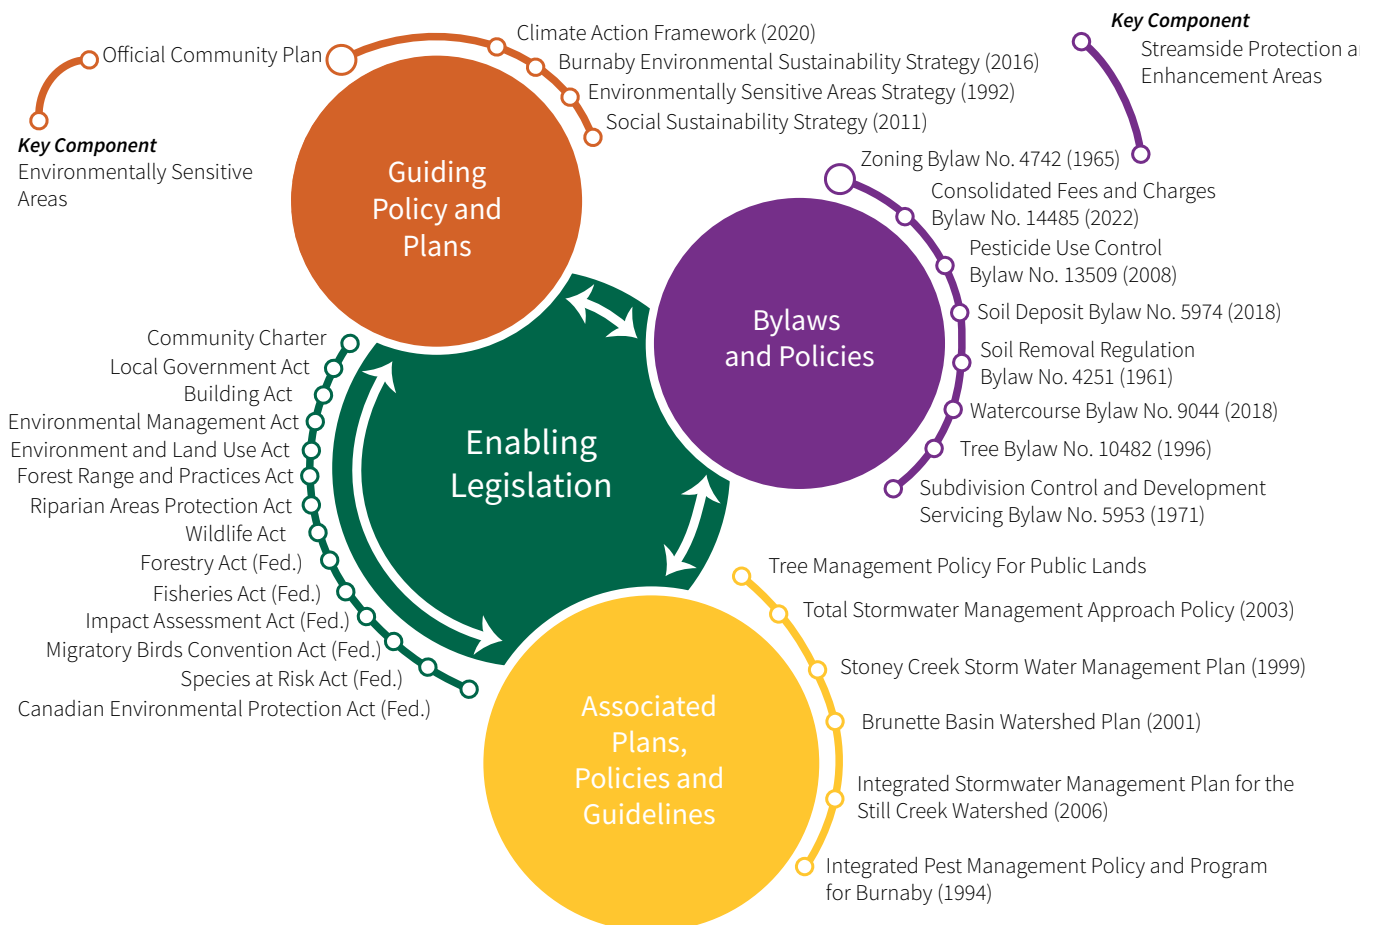 Official Community Plan
Key Component
Environmentally Sensitive
Areas
Climate Action Framework (2020)
Burnaby Environmental Sustainability Strategy (2016)
Environmentally Sensitive Areas Strategy (1992)
Social Sustainability Strategy (2011)
Guiding
Policy and
Plans
Key Component
Streamside Protection a
Enhancement Areas
Zoning Bylaw No. 4742 (1965)
Consolidated Fees and Charges
Bylaw No. 14485 (2022)
Pesticide Use Control
Bylaw No. 13509 (2008)
Soil Deposit Bylaw No. 5974 (2018)
Soil Removal Regulation
Bylaw No. 4251 (1961)
Watercourse Bylaw No. 9044 (2018)
Tree Bylaw No. 10482 (1996)
Subdivision Control and Development
Servicing Bylaw No. 5953 (1971)
Bylaws
and Policies
Community Charter
Local Government Act
Building Act
Environmental Management Act
Environment and Land Use Act
Forest Range and Practices Act
Riparian Areas Protection Act
Wildlife Act
Forestry Act (Fed.)
Fisheries Act (Fed.)
Impact Assessment Act (Fed.)
Migratory Birds Convention Act (Fed.)
Species at Risk Act (Fed.)
Canadian Environmental Protection Act (Fed.)
Enabling
Legislation
Tree Management Policy For Public Lands
Total Stormwater Management Approach Policy (2003)
Stoney Creek Storm Water Management Plan (1999)
Brunette Basin Watershed Plan (2001)
Integrated Stormwater Management Plan for the
Still Creek Watershed (2006)
Integrated Pest Management Policy and Program
for Burnaby (1994)
Associated
Plans,
Policies and
Guidelines